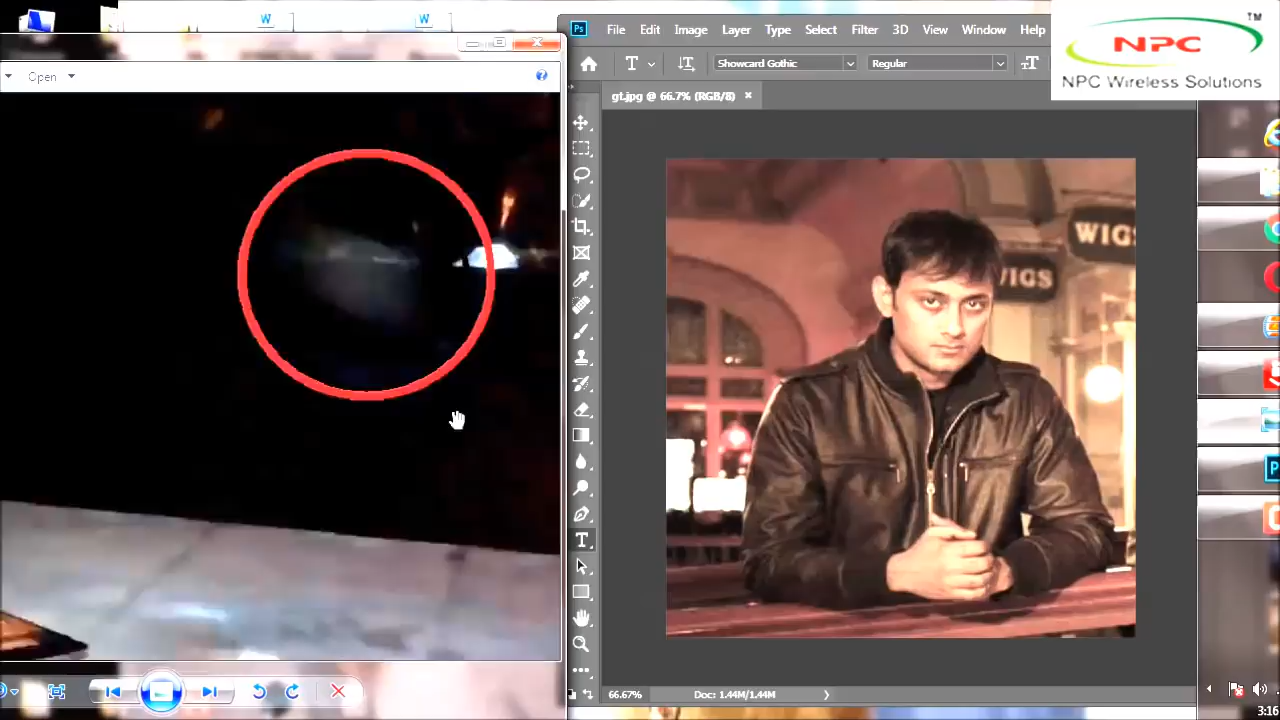 W
W
Open
?
Ps
File Edit Image Layer Type Select Filter 3D View Window Help
T
Showcard Gothic
Regular
T
gt.jpg @ 66.7% (RGB/8) ×
NPC
TM
NPC Wireless Solutions
WIGS
WIGS
T
66.67%
Doc: 1.44M/1.44M
3:16